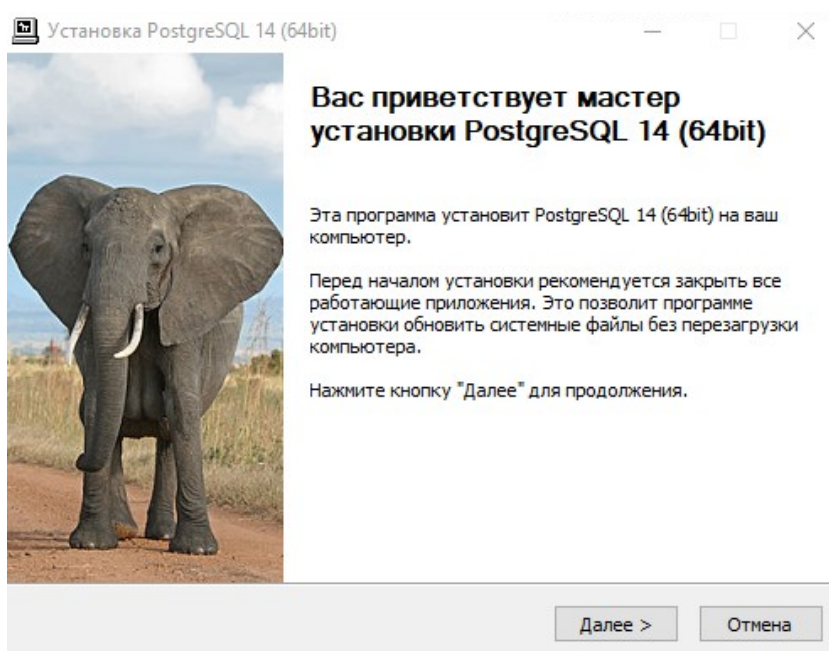 Установка PostgreSQL 14 (64bit)
Вас приветствует мастер
установки PostgreSQL 14 (64bit)
Эта программа установит PostgreSQL 14 (64bit) на ваш
компьютер.
Перед началом установки рекомендуется закрыть все
работающие приложения. Это позволит программе
установки обновить системные файлы без перезагрузки
компьютера.
Нажмите кнопку "Далее" для продолжения.
Далее >
Отмена